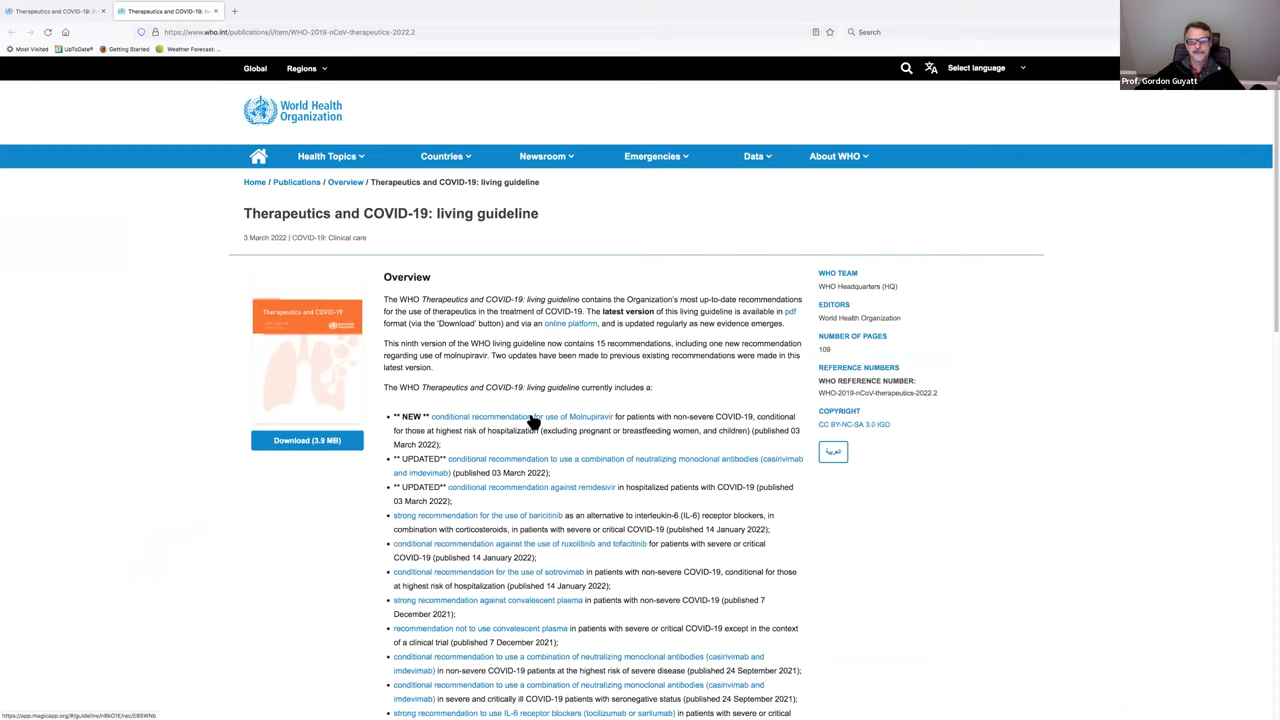 Therapeutics and COVID-19: li
Therapeutics and COVID-19: liv
https://www.who.int/publications/i/item/WHO-2019-nCoV-therapeutics-2022.2
Search
Most Visited
UpToDate®
Getting Started
Weather Forecast:...
Prof. Gordon Guyatt
Global
Regions
Select language
World Health
Organization
Health Topics
Countries
Newsroom
Emergencies
Data
About WHO
Home / Publications / Overview / Therapeutics and COVID-19: living guideline
Therapeutics and COVID-19: living guideline
3 March 2022 | COVID-19: Clinical care
Therapeutics and COVID-19
World Health
Organization
Download (3.9 MB)
Overview
The WHO Therapeutics and COVID-19: living guideline contains the Organization's most up-to-date recommendations
for the use of therapeutics in the treatment of COVID-19. The latest version of this living guideline is available in pdf
format (via the 'Download' button) and via an online platform, and is updated regularly as new evidence emerges.
This ninth version of the WHO living guideline now contains 15 recommendations, including one new recommendation
regarding use of molnupiravir. Two updates have been made to previous existing recommendations were made in this
latest version.
The WHO Therapeutics and COVID-19: living guideline currently includes a:
• ** NEW ** conditional recommendation for use of Molnupiravir for patients with non-severe COVID-19, conditional
for those at highest risk of hospitalization (excluding pregnant or breastfeeding women, and children) (published 03
March 2022);
• ** UPDATED** conditional recommendation to use a combination of neutralizing monoclonal antibodies (casirivimab
and imdevimab) (published 03 March 2022);
• ** UPDATED** conditional recommendation against remdesivir in hospitalized patients with COVID-19 (published
03 March 2022);
• strong recommendation for the use of baricitinib as an alternative to interleukin-6 (IL-6) receptor blockers, in
combination with corticosteroids, in patients with severe or critical COVID-19 (published 14 January 2022);
• conditional recommendation against the use of ruxolitinib and tofacitinib for patients with severe or critical
COVID-19 (published 14 January 2022);
• conditional recommendation for the use of sotrovimab in patients with non-severe COVID-19, conditional for those
at highest risk of hospitalization (published 14 January 2022);
• strong recommendation against convalescent plasma in patients with non-severe COVID-19 (published 7
December 2021);
• recommendation not to use convalescent plasma in patients with severe or critical COVID-19 except in the context
of a clinical trial (published 7 December 2021);
• conditional recommendation to use a combination of neutralizing monoclonal antibodies (casirivimab and
imdevimab) in non-severe COVID-19 patients at the highest risk of severe disease (published 24 September 2021);
• conditional recommendation to use a combination of neutralizing monoclonal antibodies (casirivimab and
imdevimab) in severe and critically ill COVID-19 patients with seronegative status (published 24 September 2021);
• strong recommendation to use IL-6 receptor blockers (tocilizumab or sarilumab) in patients with severe or critical
WHO TEAM
WHO Headquarters (HQ)
EDITORS
World Health Organization
NUMBER OF PAGES
109
REFERENCE NUMBERS
WHO REFERENCE NUMBER:
WHO-2019-nCoV-therapeutics-2022.2
COPYRIGHT
CC BY-NC-SA 3.0 IGO
العربية
https://app.magicapp.org/#/guideline/nBkO1E/rec/E85WNb